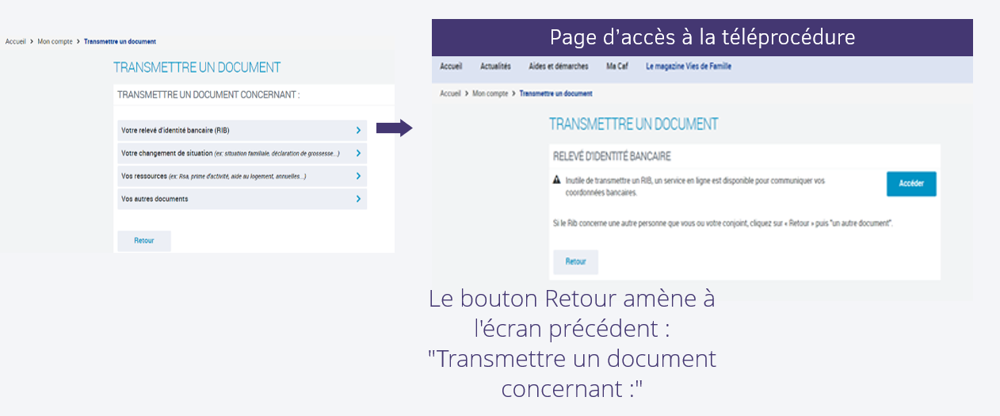 Accueil > Mon compte > Transmettre un document
TRANSMETTRE UN DOCUMENT
TRANSMETTRE UN DOCUMENT CONCERNANT :
Votre relevé d'identité bancaire (RIB)
Votre changement de situation (ex: situation familiale, déclaration de grossesse...)
Vos ressources (ex: Rsa, prime d'activité, aide au logement, annuelles...)
Vos autres documents
Retour
Page d'accès à la téléprocédure
Accueil Actualités Aides et démarches Ma Caf Le magazine Vies de Famille
Accueil > Mon compte > Transmettre un document
TRANSMETTRE UN DOCUMENT
RELEVÉ D'IDENTITÉ BANCAIRE
Inutile de transmettre un RIB, un service en ligne est disponible pour communiquer vos
coordonnées bancaires.
Accéder
Si le Rib concerne une autre personne que vous ou votre conjoint, cliquez sur « Retour » puis "un autre document".
Retour
Le bouton Retour amène à
l'écran précédent :
"Transmettre un document
concernant :"